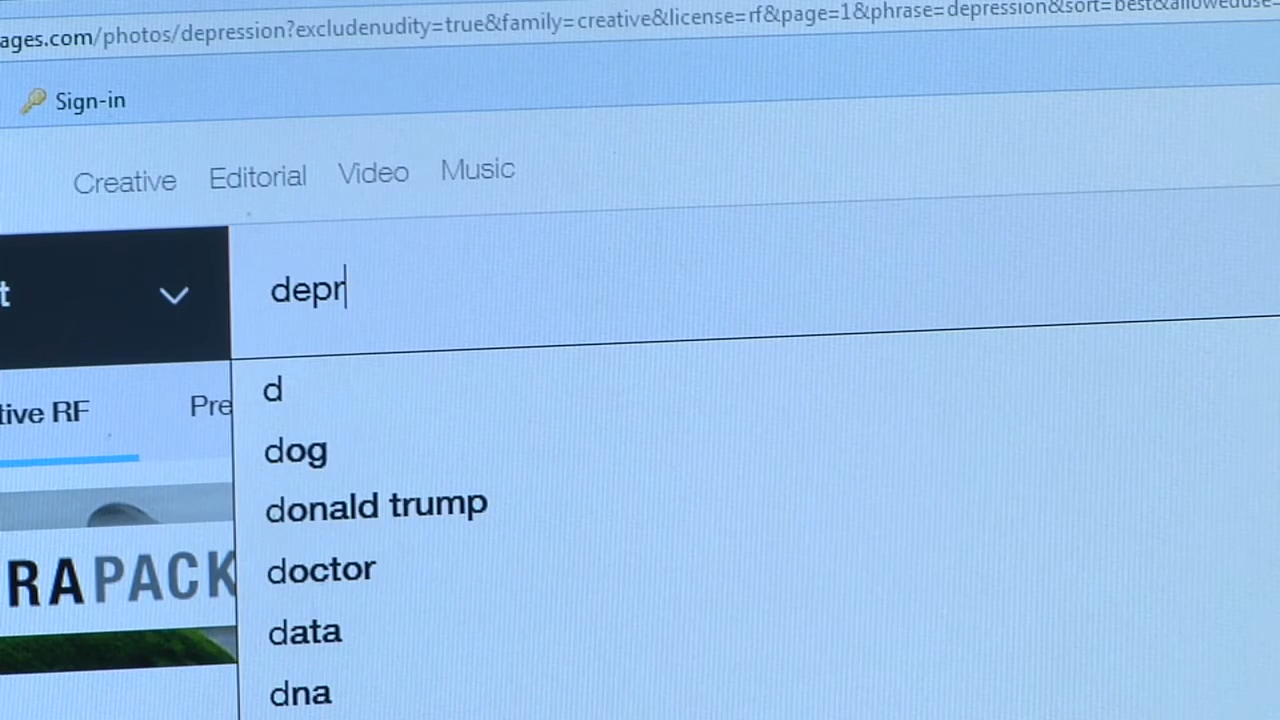 ages.com/photos/depression?excludenudity=true&family=creative&license=rf&page=1&phrase=depression&sort=best&alloweduse=
Sign-in
Creative Editorial Video Music
t
depr
d
tive RF Pre
dog
donald trump
doctor
RAPACK
data
dna